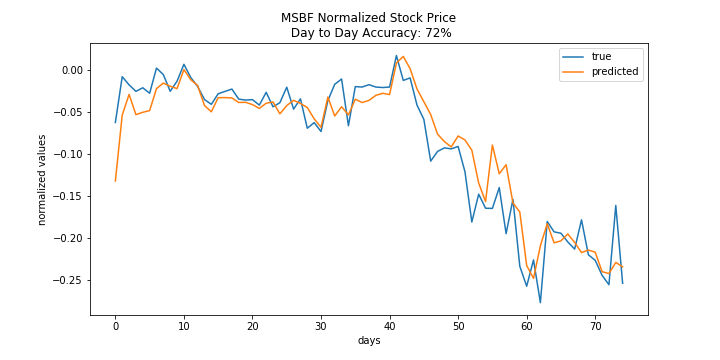 MSBF Normalized Stock Price
Day to Day Accuracy: 72%
true
predicted
normalized values
0.00
−0.05
−0.10
−0.15
−0.20
−0.25
0 10 20 30 40 50 60 70
days